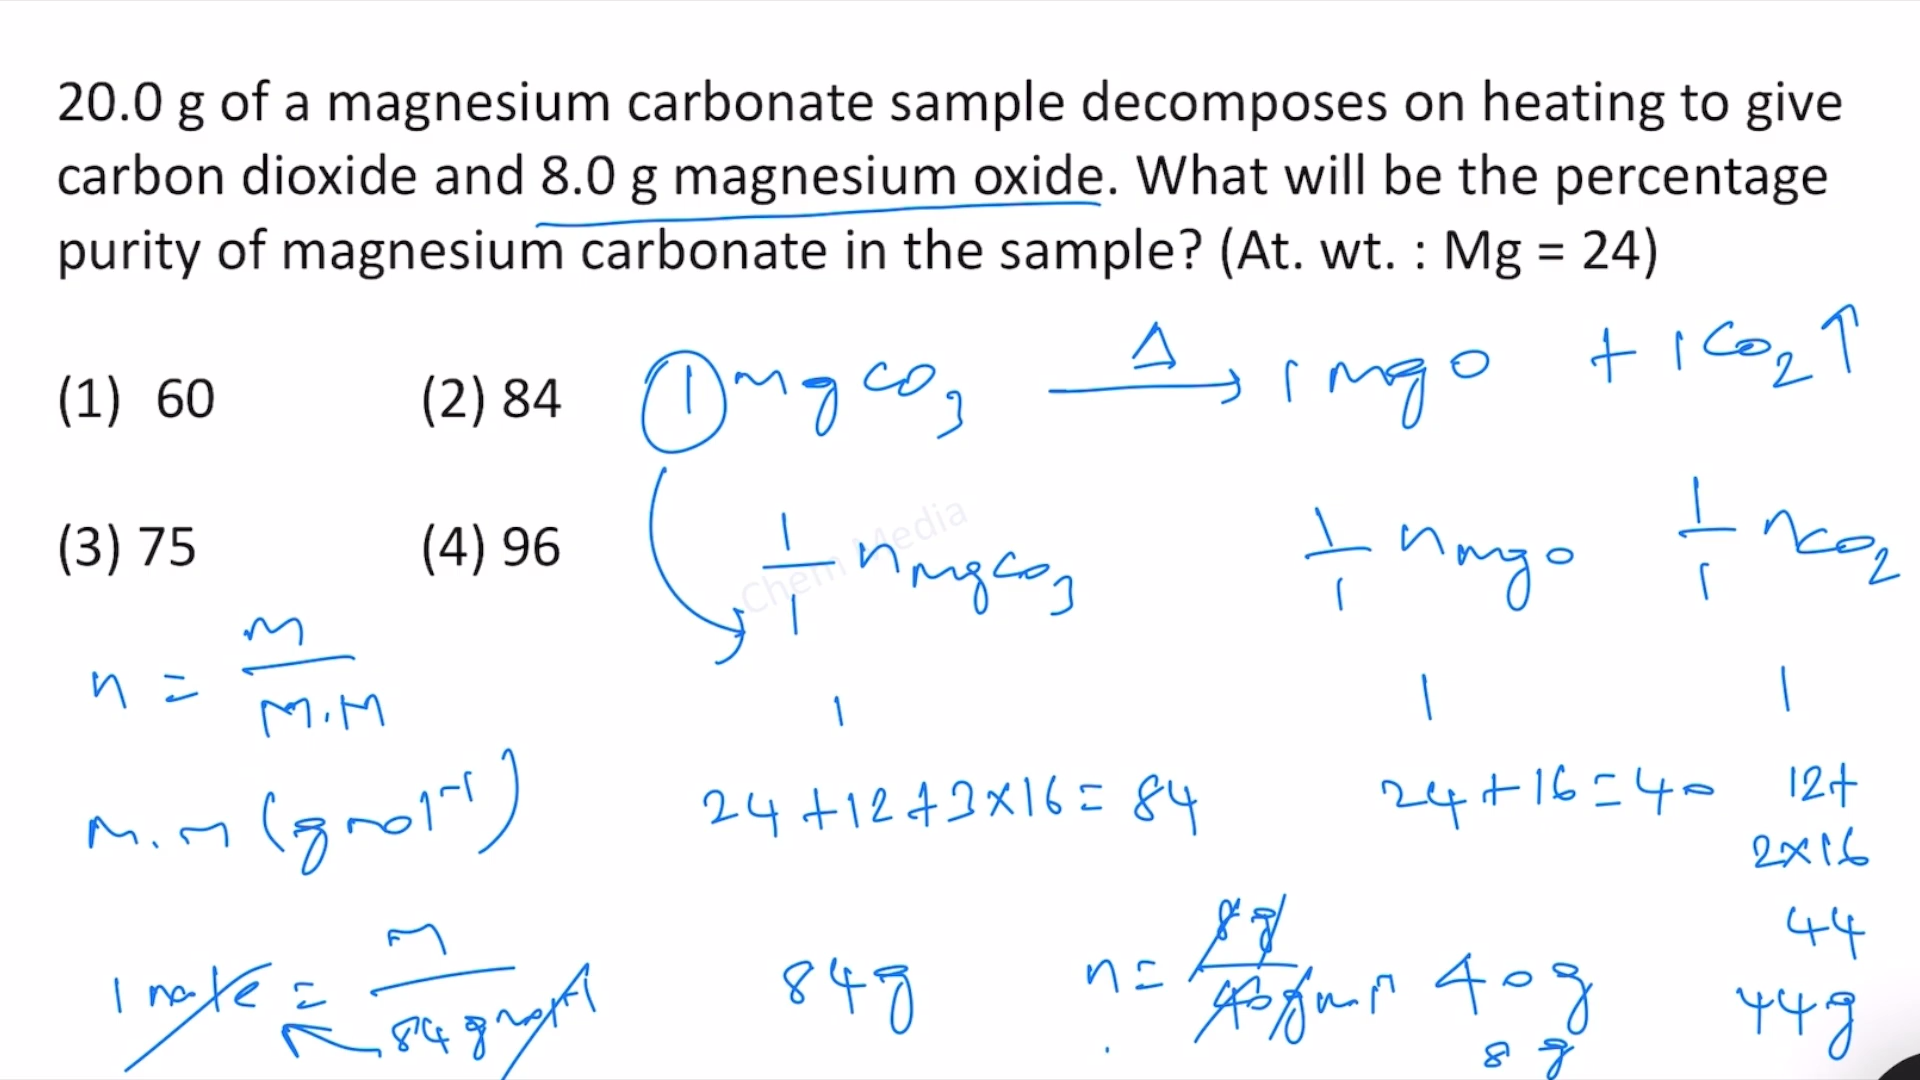 20.0 g of a magnesium carbonate sample decomposes on heating to give
carbon dioxide and 8.0 g magnesium oxide. What will be the percentage
purity of magnesium carbonate in the sample? (At. wt. : Mg = 24)
(1) 60 (2) 84
1 MgCO3 —Δ→ 1 MgO + 1 CO2 ↑
(3) 75 (4) 96
1/1 nMgCO3 1/1 nMgO 1/1 nCO2
Chem Media
n = m/M.M
1 1 1
M.M (g mol⁻¹) 24+12+3×16=84 24+16=40 12+
2×16
44
1 mole = m/84 g mol⁻¹ 84g n= 8g/40g 40g 44g
8 g